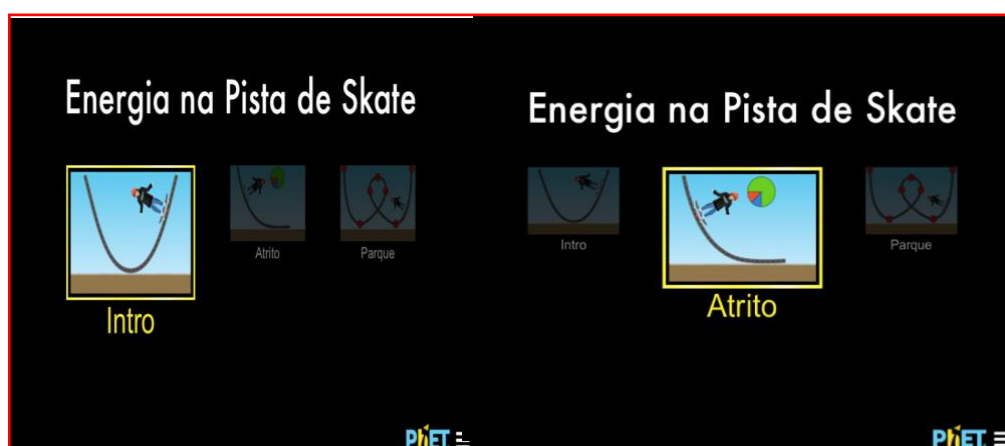 Energia na Pista de Skate
Intro
Atrito
Parque
PhET
Energia na Pista de Skate
Intro
Atrito
Parque
PhET